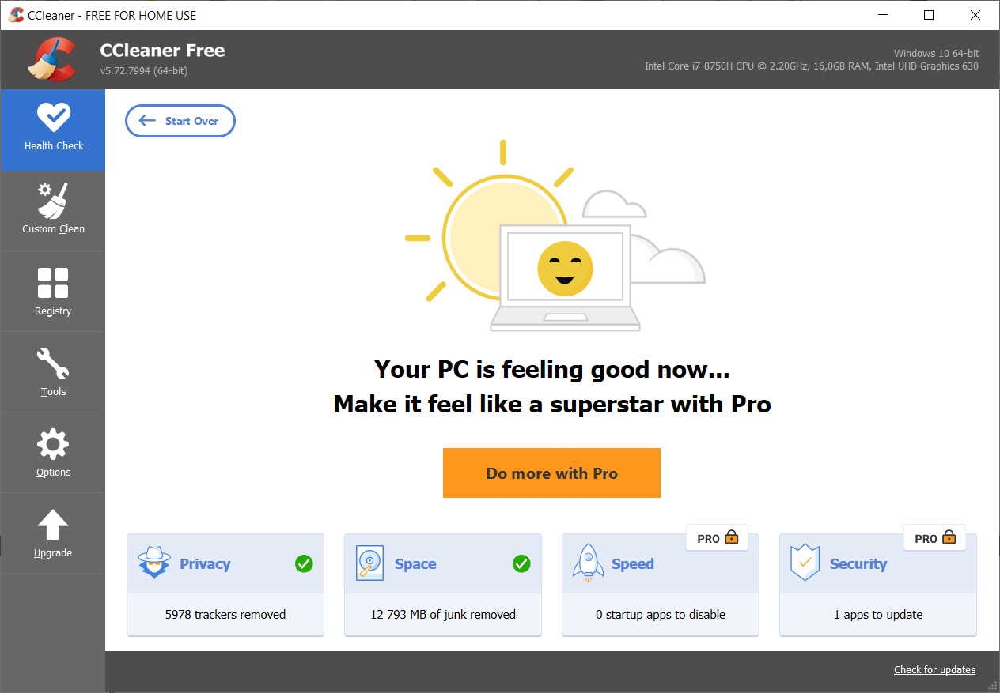 CCleaner - FREE FOR HOME USE
CCleaner Free
v5.72.7994 (64-bit)
Windows 10 64-bit
Intel Core i7-8750H CPU @ 2.20GHz, 16,0GB RAM, Intel UHD Graphics 630
Health Check
Custom Clean
Registry
Tools
Options
Upgrade
Start Over
Your PC is feeling good now...
Make it feel like a superstar with Pro
Do more with Pro
Privacy
5978 trackers removed
Space
12 793 MB of junk removed
PRO
Speed
0 startup apps to disable
PRO
Security
1 apps to update
Check for updates